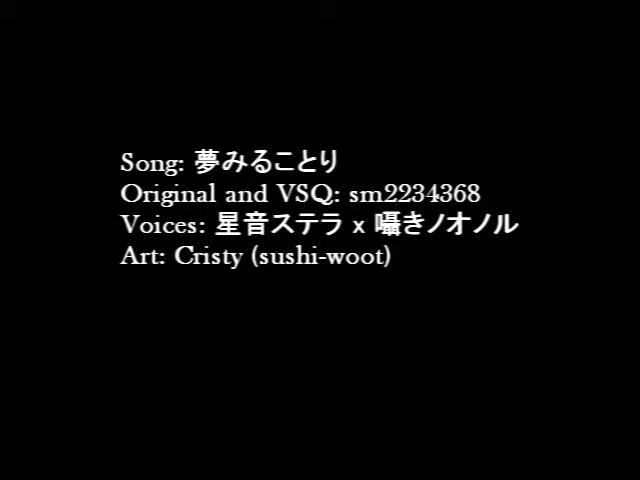 Song: 夢みることり
Original and VSQ: sm2234368
Voices: 星音ステラ x 囁きノオノル
Art: Cristy (sushi-woot)